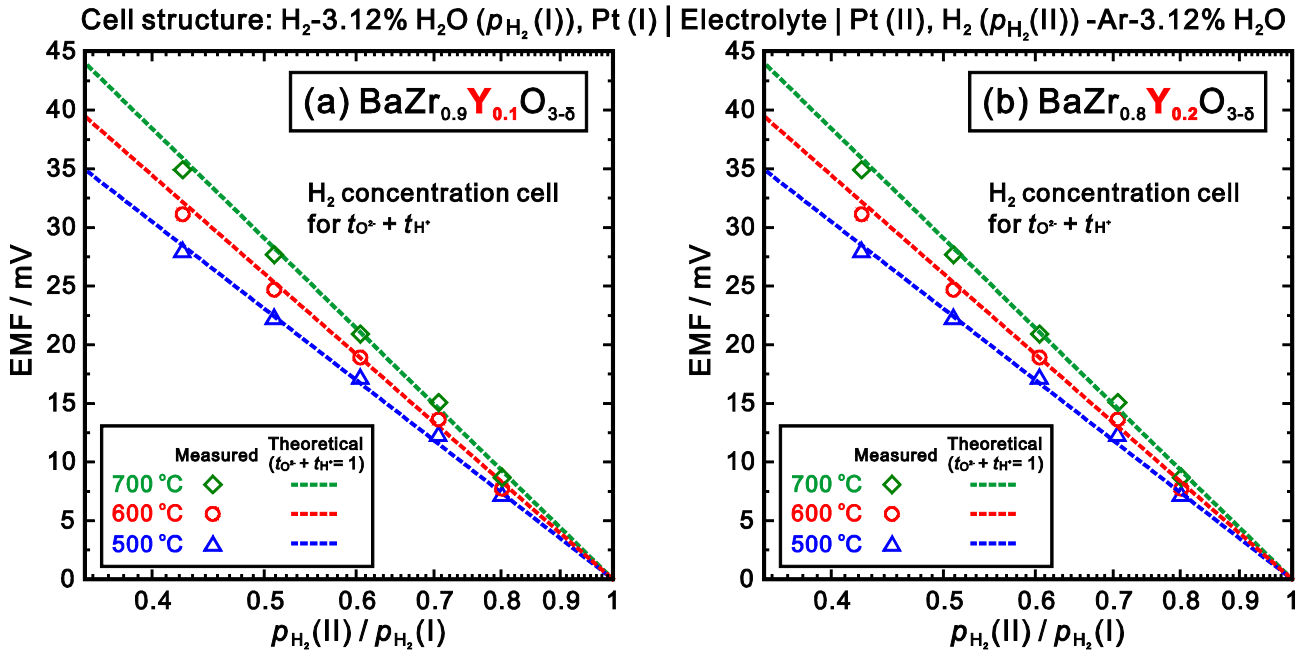 Cell structure: H₂-3.12% H₂O (pH₂(I)), Pt (I) | Electrolyte | Pt (II), H₂ (pH₂(II)) -Ar-3.12% H₂O
(a) BaZr₀.₉Y₀.₁O₃₋δ
H₂ concentration cell
for tO²⁻ + tH⁺
EMF / mV
45
40
35
30
25
20
15
10
5
0
Measured Theoretical
(tO²⁻ + tH⁺= 1)
700 °C
600 °C
500 °C
0.4 0.5 0.6 0.7 0.8 0.9 1
pH₂(II) / pH₂(I)
(b) BaZr₀.₈Y₀.₂O₃₋δ
H₂ concentration cell
for tO²⁻ + tH⁺
EMF / mV
45
40
35
30
25
20
15
10
5
0
Measured Theoretical
(tO²⁻ + tH⁺= 1)
700 °C
600 °C
500 °C
0.4 0.5 0.6 0.7 0.8 0.9 1
pH₂(II) / pH₂(I)